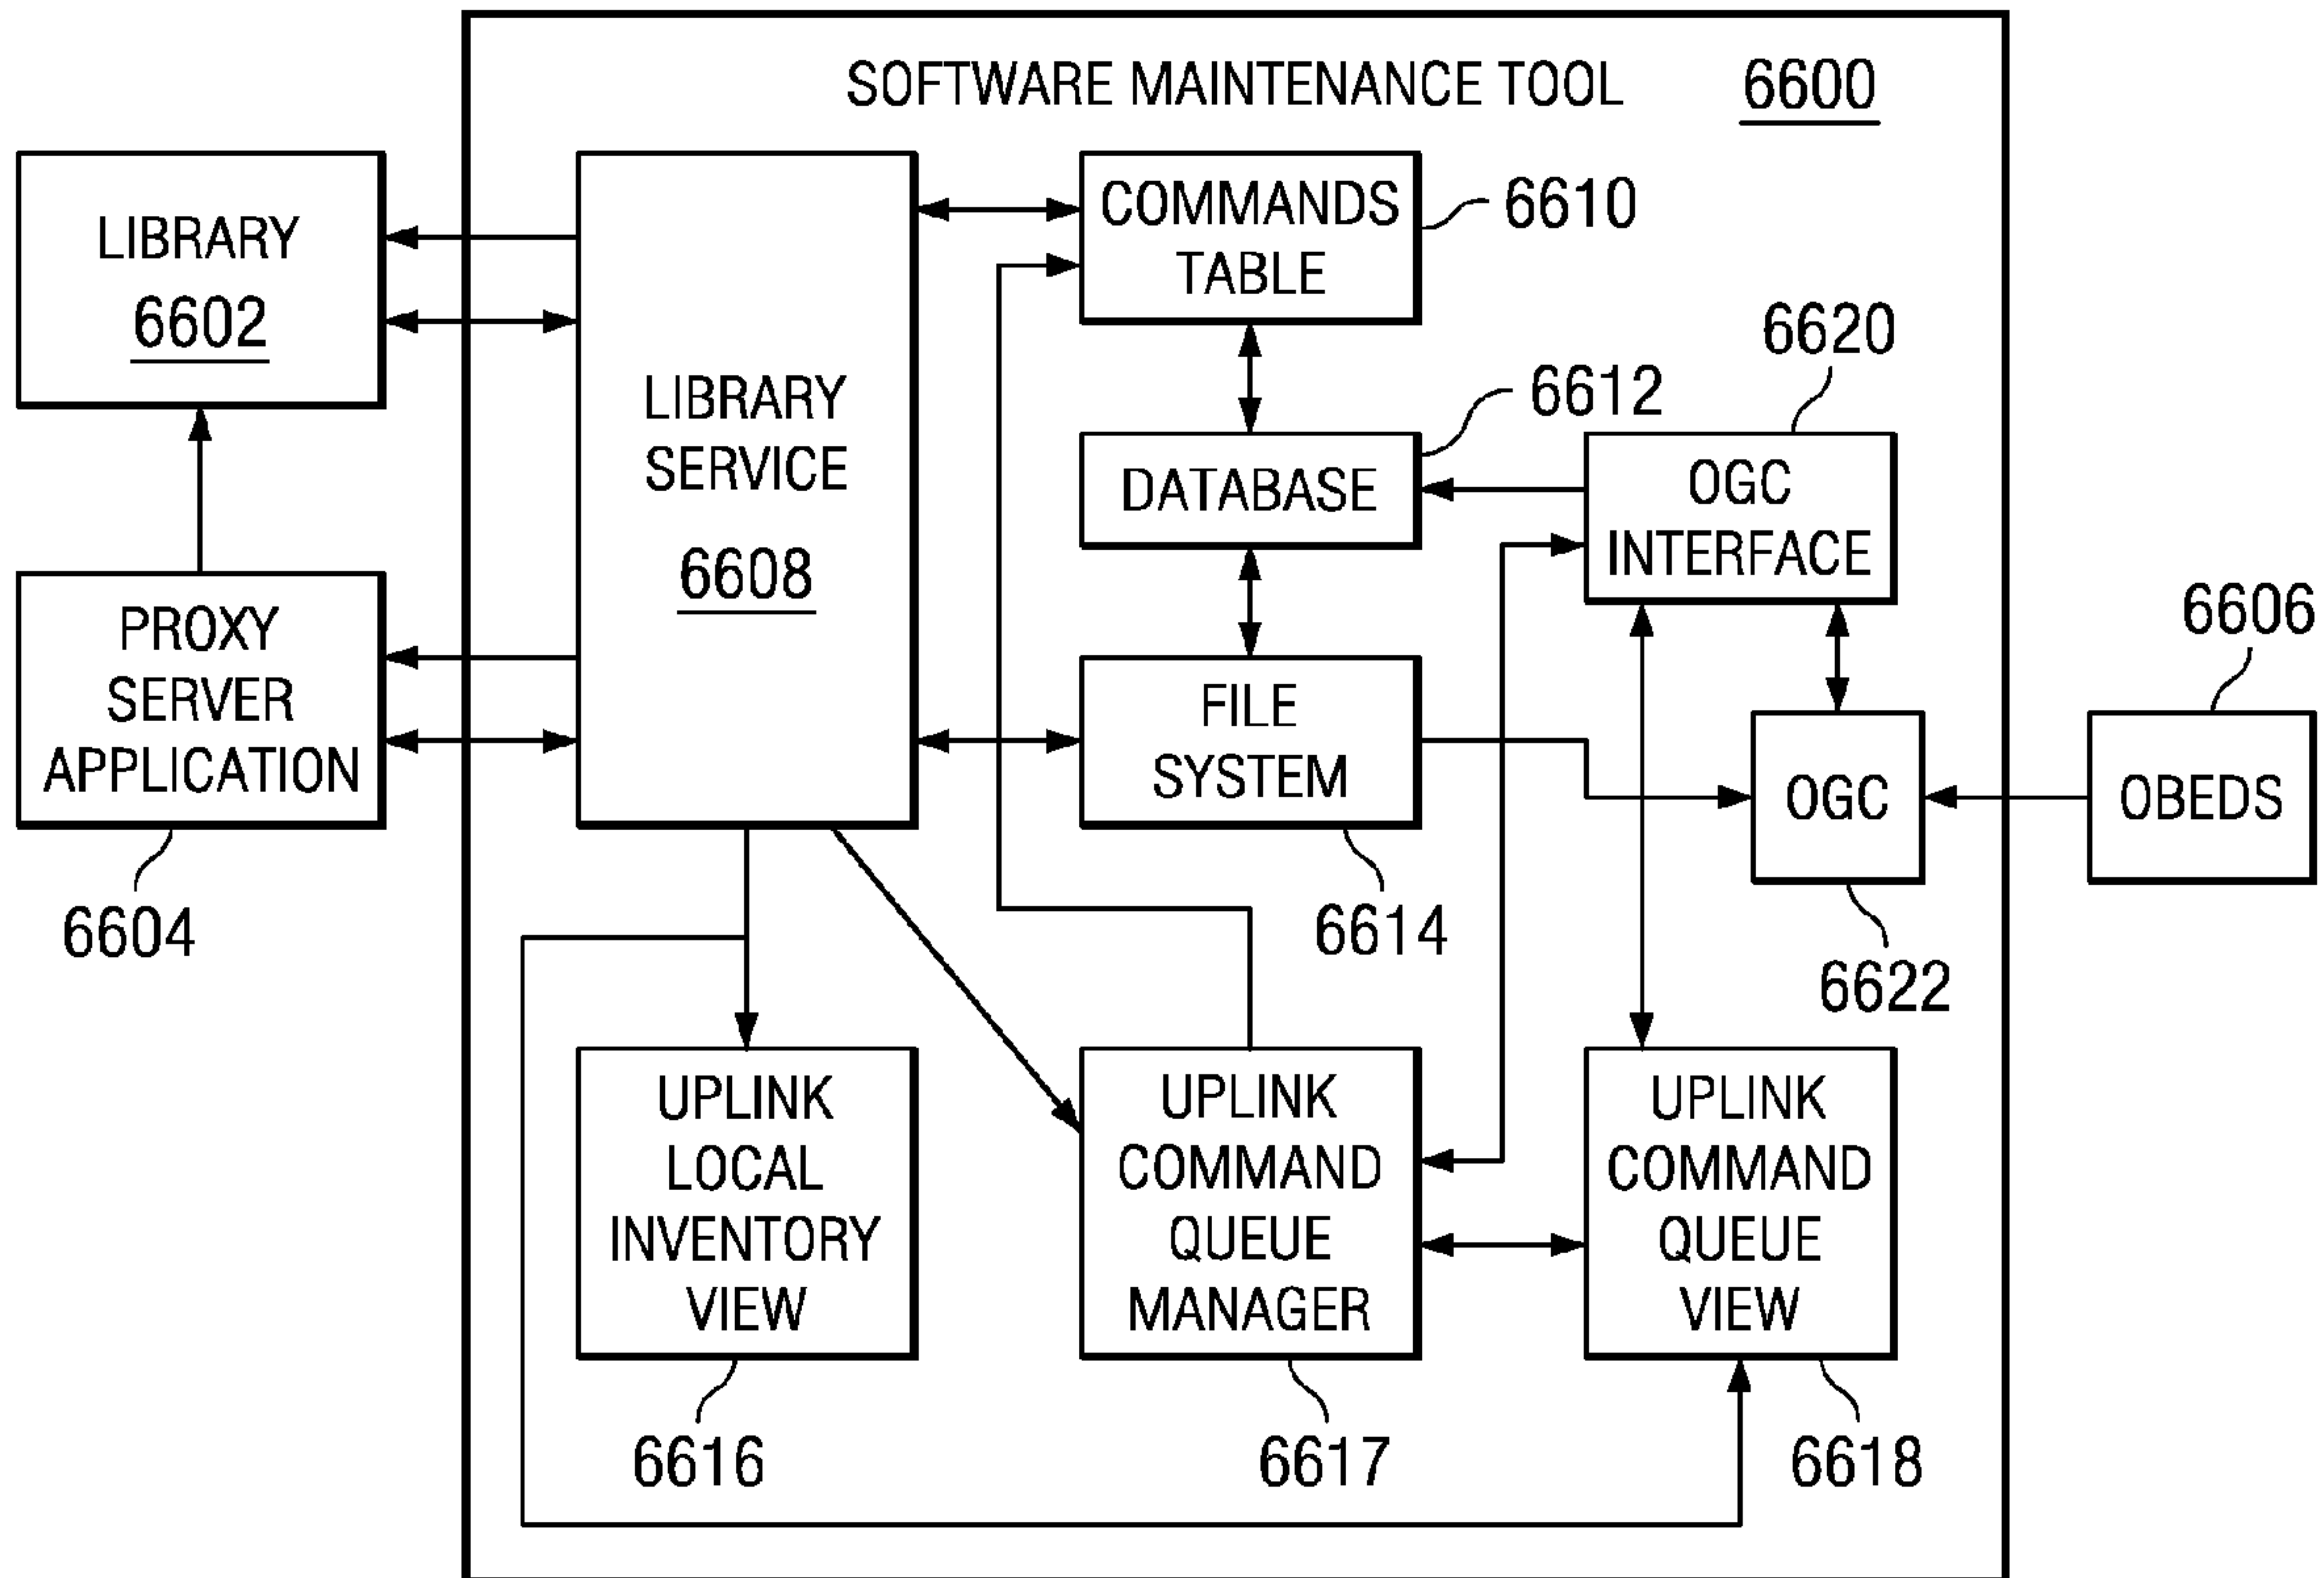 SOFTWARE MAINTENANCE TOOL 6600
LIBRARY
6602
PROXY
SERVER
APPLICATION
6604
LIBRARY
SERVICE
6608
COMMANDS
TABLE
6610
DATABASE
6612
FILE
SYSTEM
6614
6620
OGC
INTERFACE
OGC
6622
6606
OBEDS
UPLINK
LOCAL
INVENTORY
VIEW
6616
UPLINK
COMMAND
QUEUE
MANAGER
6617
UPLINK
COMMAND
QUEUE
VIEW
6618